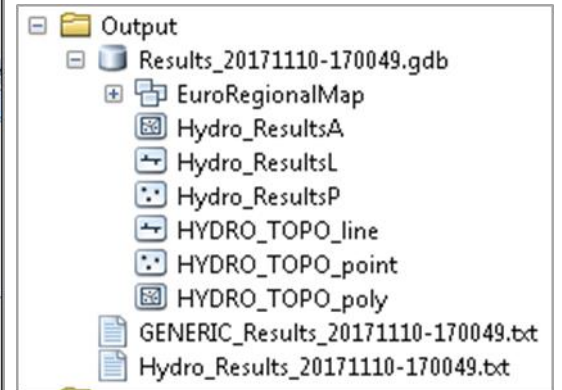 Output
Results_20171110-170049.gdb
EuroRegionalMap
Hydro_ResultsA
Hydro_ResultsL
Hydro_ResultsP
HYDRO_TOPO_line
HYDRO_TOPO_point
HYDRO_TOPO_poly
GENERIC_Results_20171110-170049.txt
Hydro_Results_20171110-170049.txt